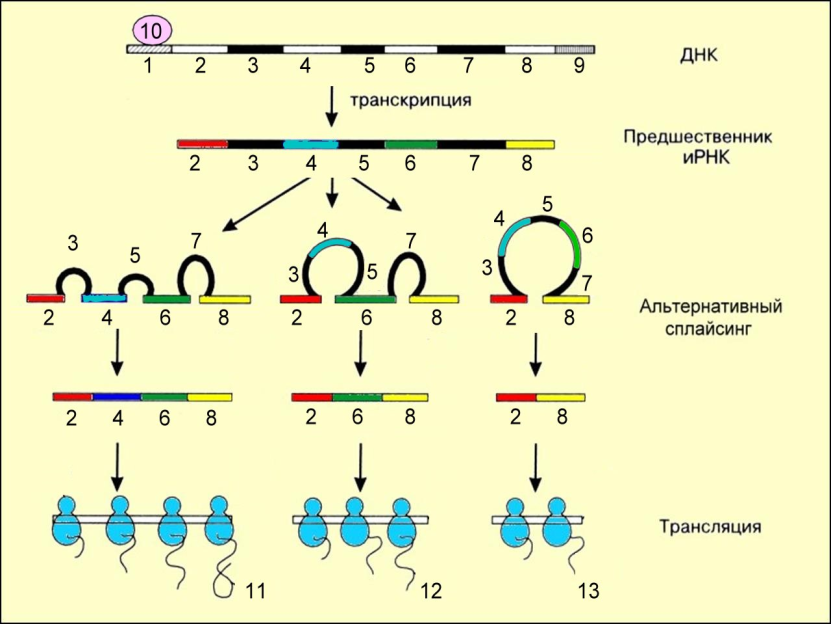 10
ДНК
1 2 3 4 5 6 7 8 9
транскрипция
Предшественник
иРНК
2 3 4 5 6 7 8
3 5 7
2 4 6 8
4 7
3 5
2 6 8
5
4 6
3 7
2 8
Альтернативный
сплайсинг
2 4 6 8
2 6 8
2 8
Трансляция
11 12 13